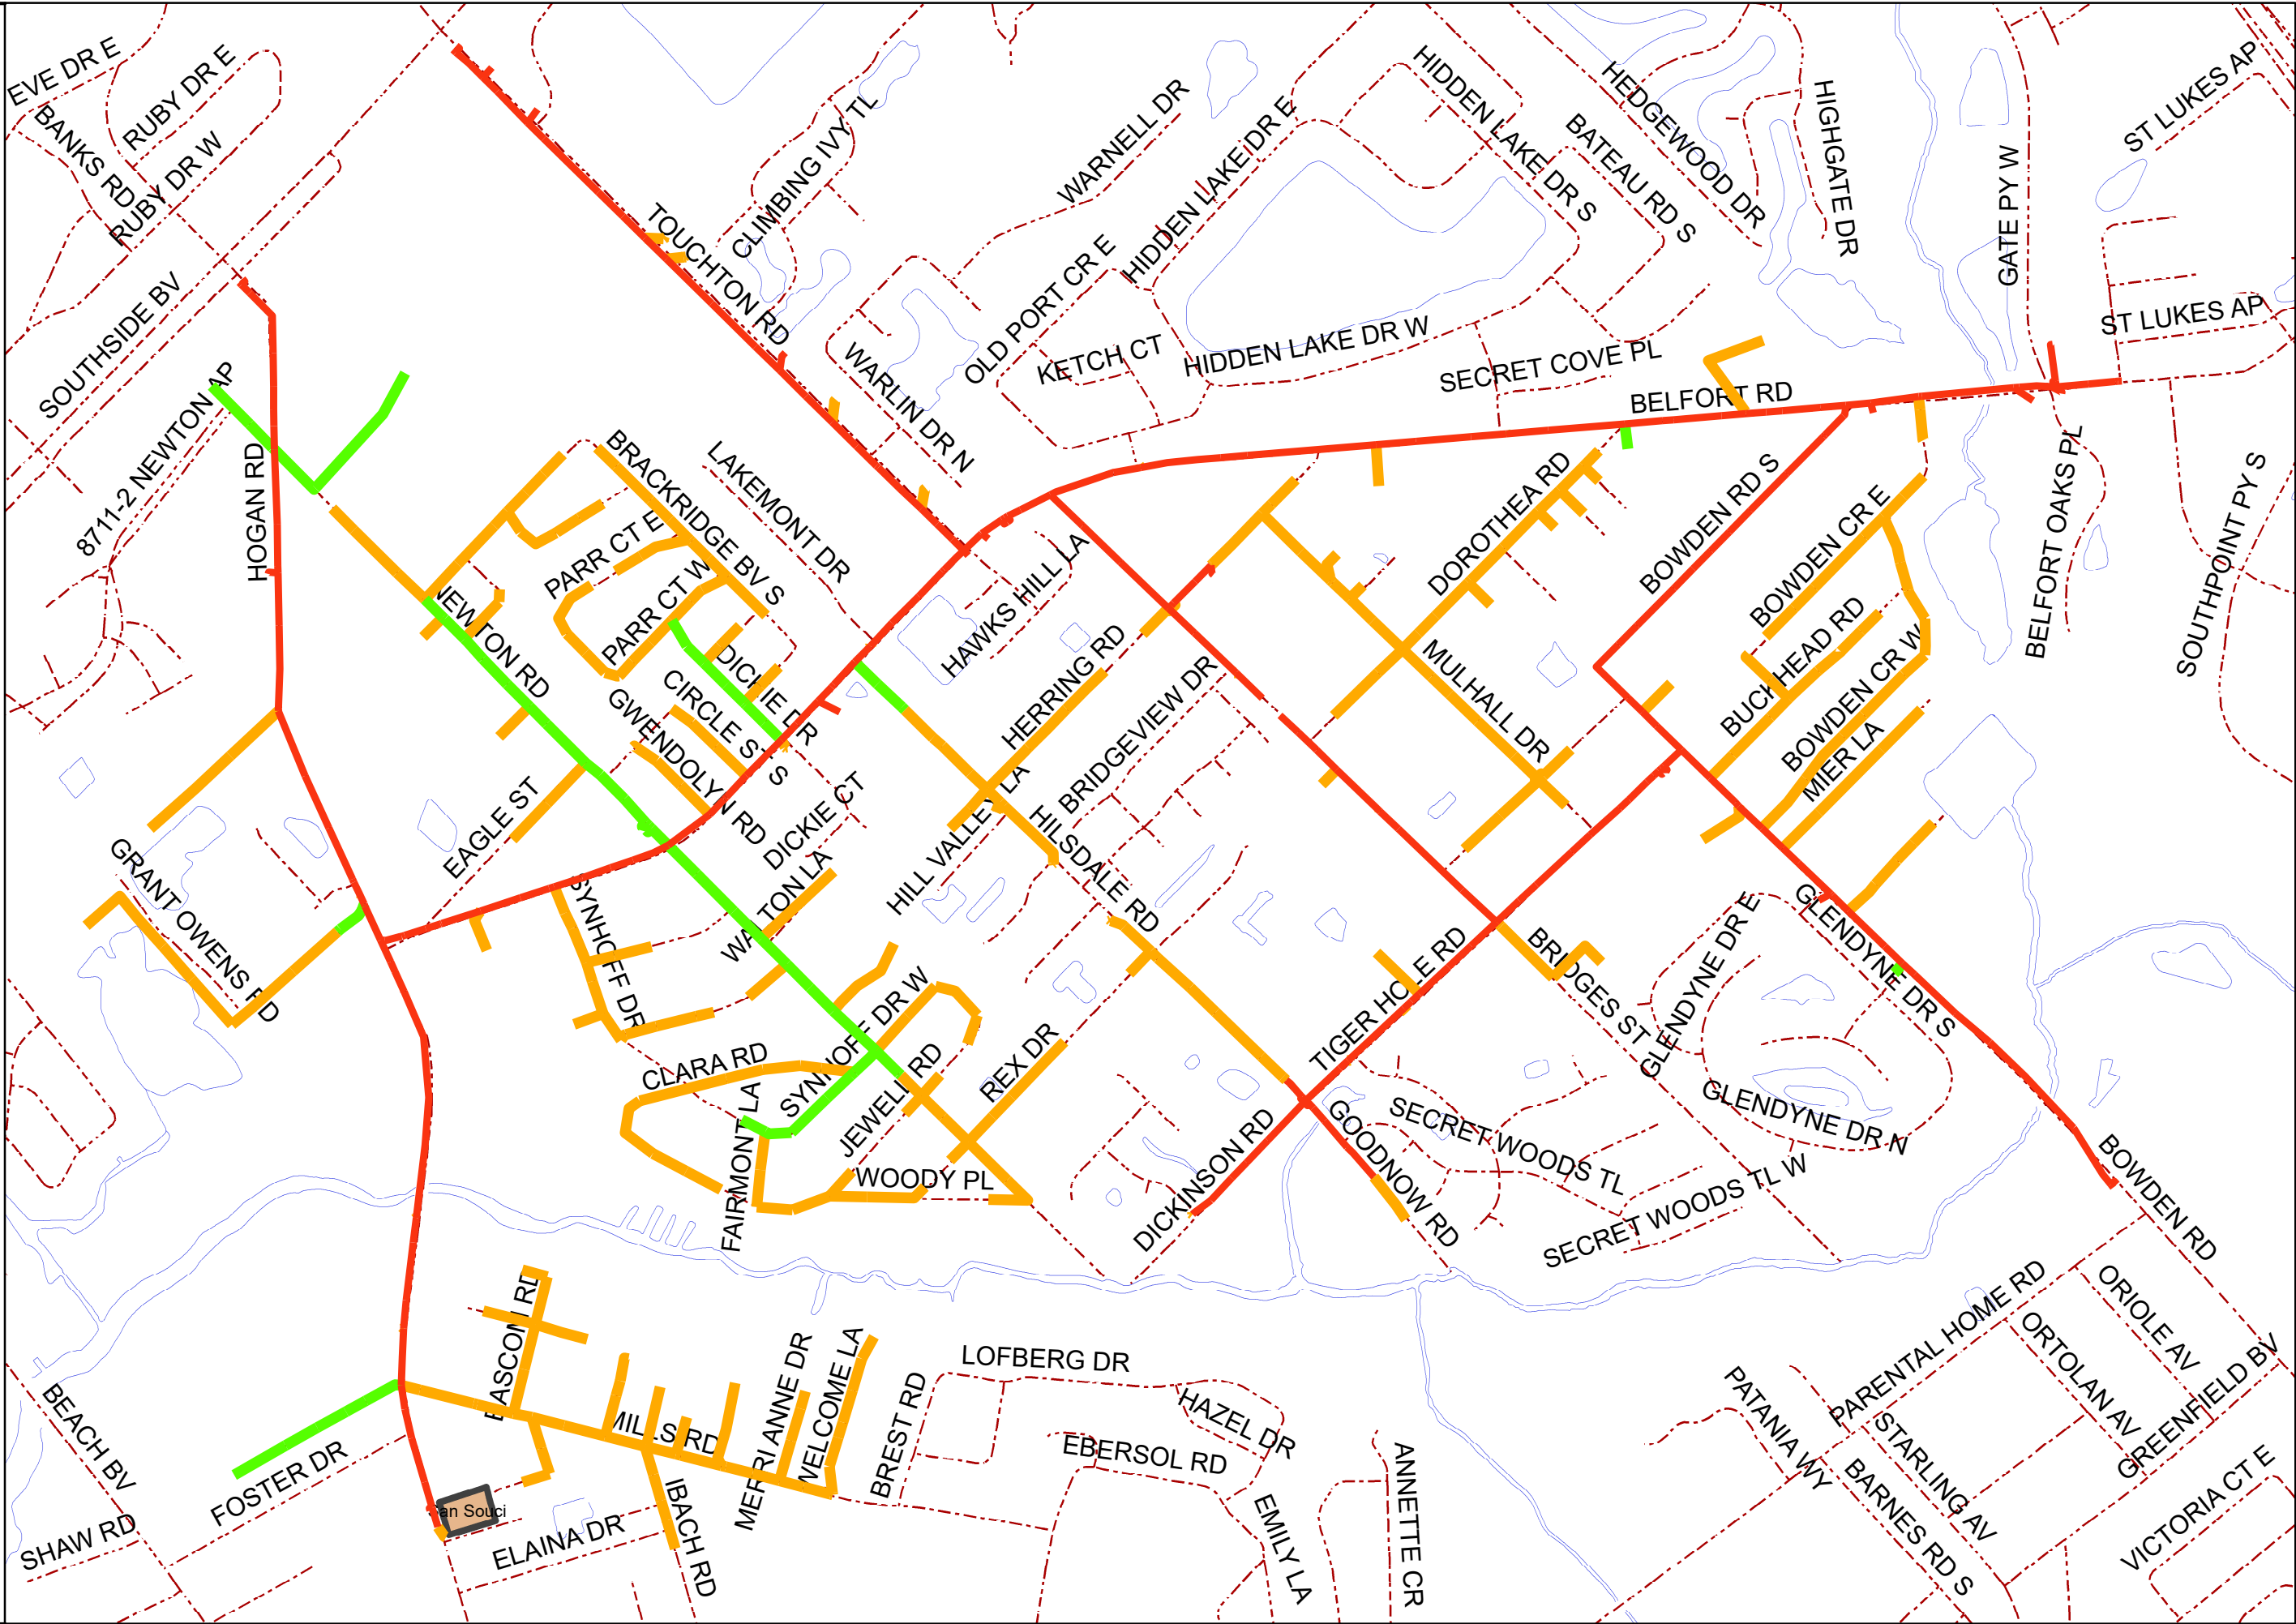 EVE DR E
RUBY DR E
BANKS RD
RUBY DR W
SOUTHSIDE BV
8711-2 NEWTON AP
HOGAN RD
TOUCHTON RD
CLIMBING IVY TL
WARNELL DR
HIDDEN LAKE DR E
OLD PORT CR E
KETCH CT
WARLIN DR N
HIDDEN LAKE DR W
HIDDEN LAKE DR S
BATEAU RD S
HEDGEWOOD DR
HIGHGATE DR
GATE PY W
ST LUKES AP
ST LUKES AP
SECRET COVE PL
BELFORT RD
BRACKRIDGE BV S
LAKEMONT DR
PARR CT E
PARR CT W
NEWTON RD
DICKIE DR
CIRCLE ST S
GWENDOLYN RD
DICKIE CT
EAGLE ST
HAWKS HILL LA
HERRING RD
BRIDGEVIEW DR
HILL VALLEY LA
HILSDALE RD
DOROTHEA RD
MULHALL DR
BOWDEN RD S
BOWDEN CR E
BUCKHEAD RD
BOWDEN CR W
MIER LA
BELFORT OAKS PL
SOUTHPOINT PY S
GRANT OWENS RD
SYNHOFF DR
WALTON LA
SYNHOFF DR W
CLARA RD
FAIRMONT LA
JEWELL RD
REX DR
WOODY PL
TIGER HOLE RD
DICKINSON RD
GOODNOW RD
BRIDGES ST
GLENDYNE DR E
GLENDYNE DR S
GLENDYNE DR N
SECRET WOODS TL
SECRET WOODS TL W
BOWDEN RD
BASCOM RD
MILLS RD
MERRI ANNE DR
WELCOME LA
BREST RD
LOFBERG DR
HAZEL DR
EBERSOL RD
EMILY LA
ANNETTE CR
IBACH RD
ELAINA DR
San Souci
FOSTER DR
BEACH BV
SHAW RD
PATANIA WY
PARENTAL HOME RD
ORIOLE AV
ORTOLAN AV
GREENFIELD BV
STARLING AV
BARNES RD S
VICTORIA CT E